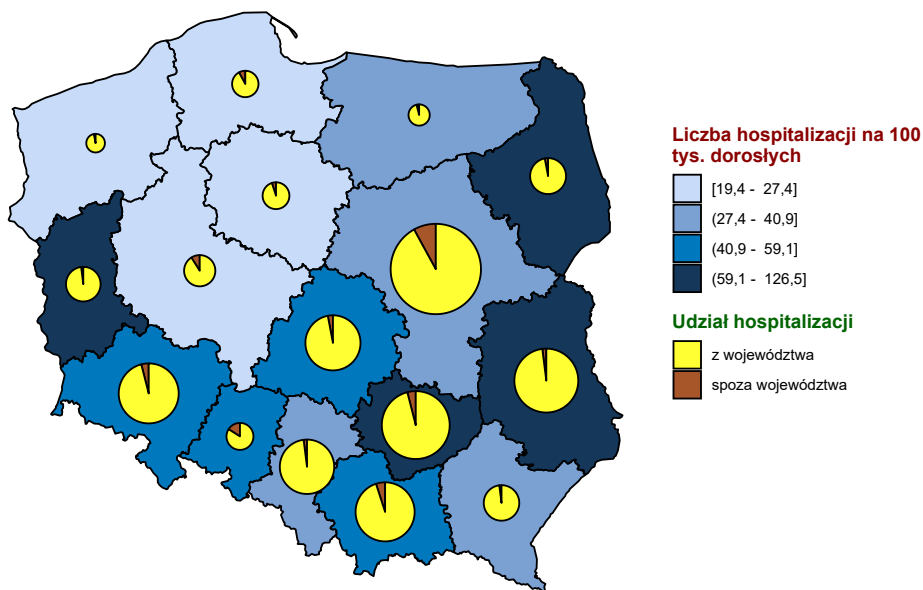 Liczba hospitalizacji na 100
tys. dorosłych
[19,4 - 27,4]
(27,4 - 40,9]
(40,9 - 59,1]
(59,1 - 126,5]
Udział hospitalizacji
z województwa
spoza województwa